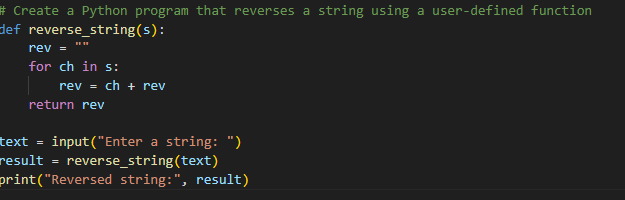 # Create a Python program that reverses a string using a user-defined function
def reverse_string(s):
    rev = ""
    for ch in s:
        rev = ch + rev
    return rev

text = input("Enter a string: ")
result = reverse_string(text)
print("Reversed string:", result)